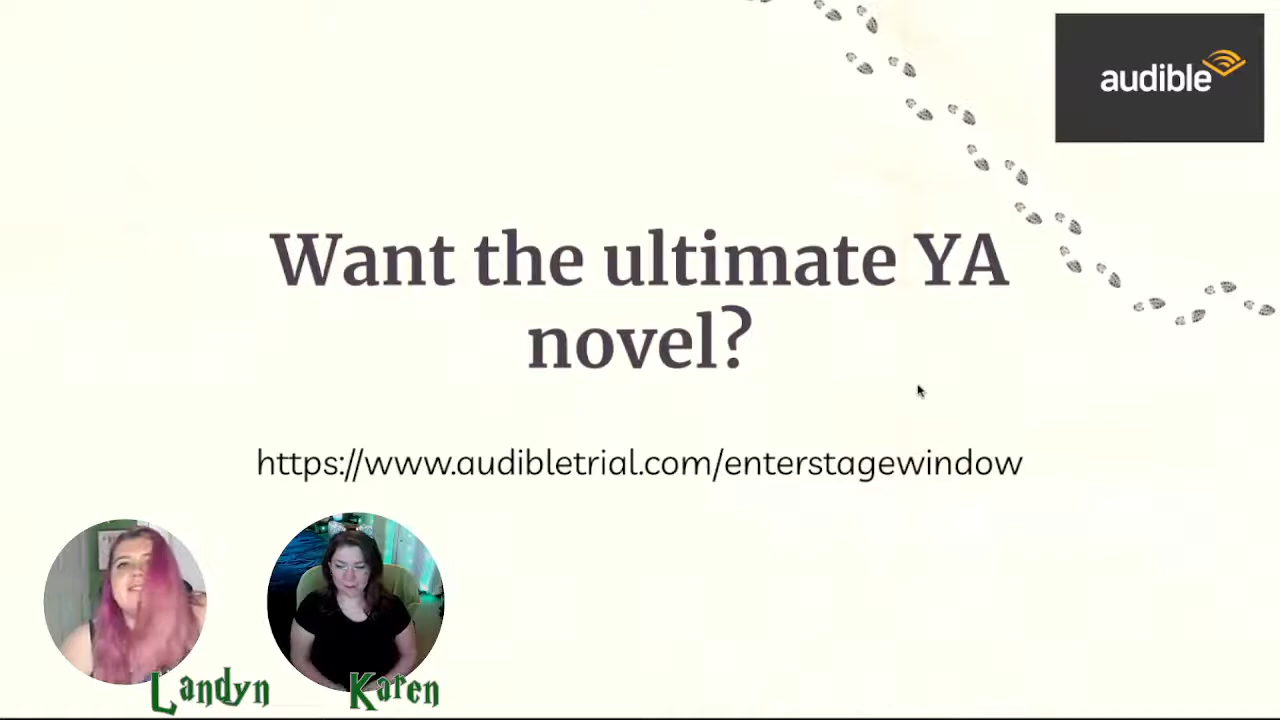 audible
Want the ultimate YA
novel?
https://www.audibletrial.com/enterstagewindow
Landyn
Karen